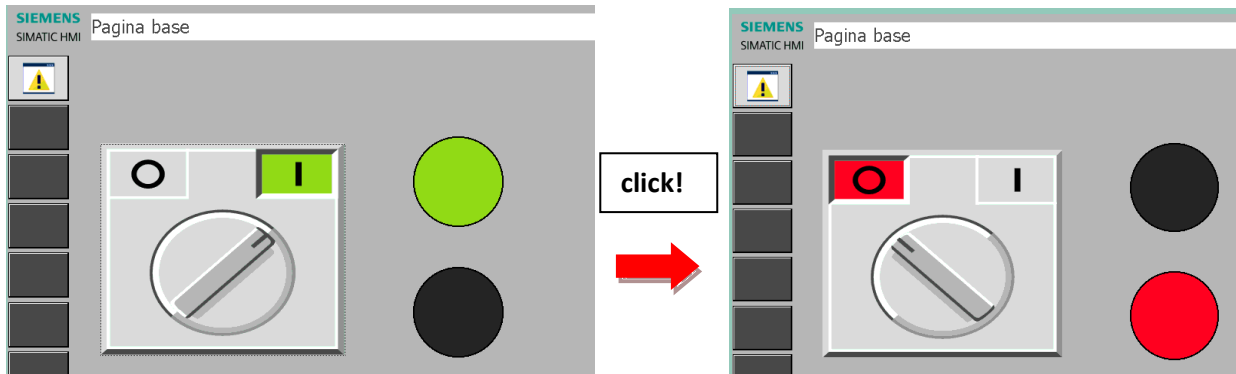 SIEMENS
SIMATIC HMI
Pagina base
O
I
click!
SIEMENS
SIMATIC HMI
Pagina base
O
I